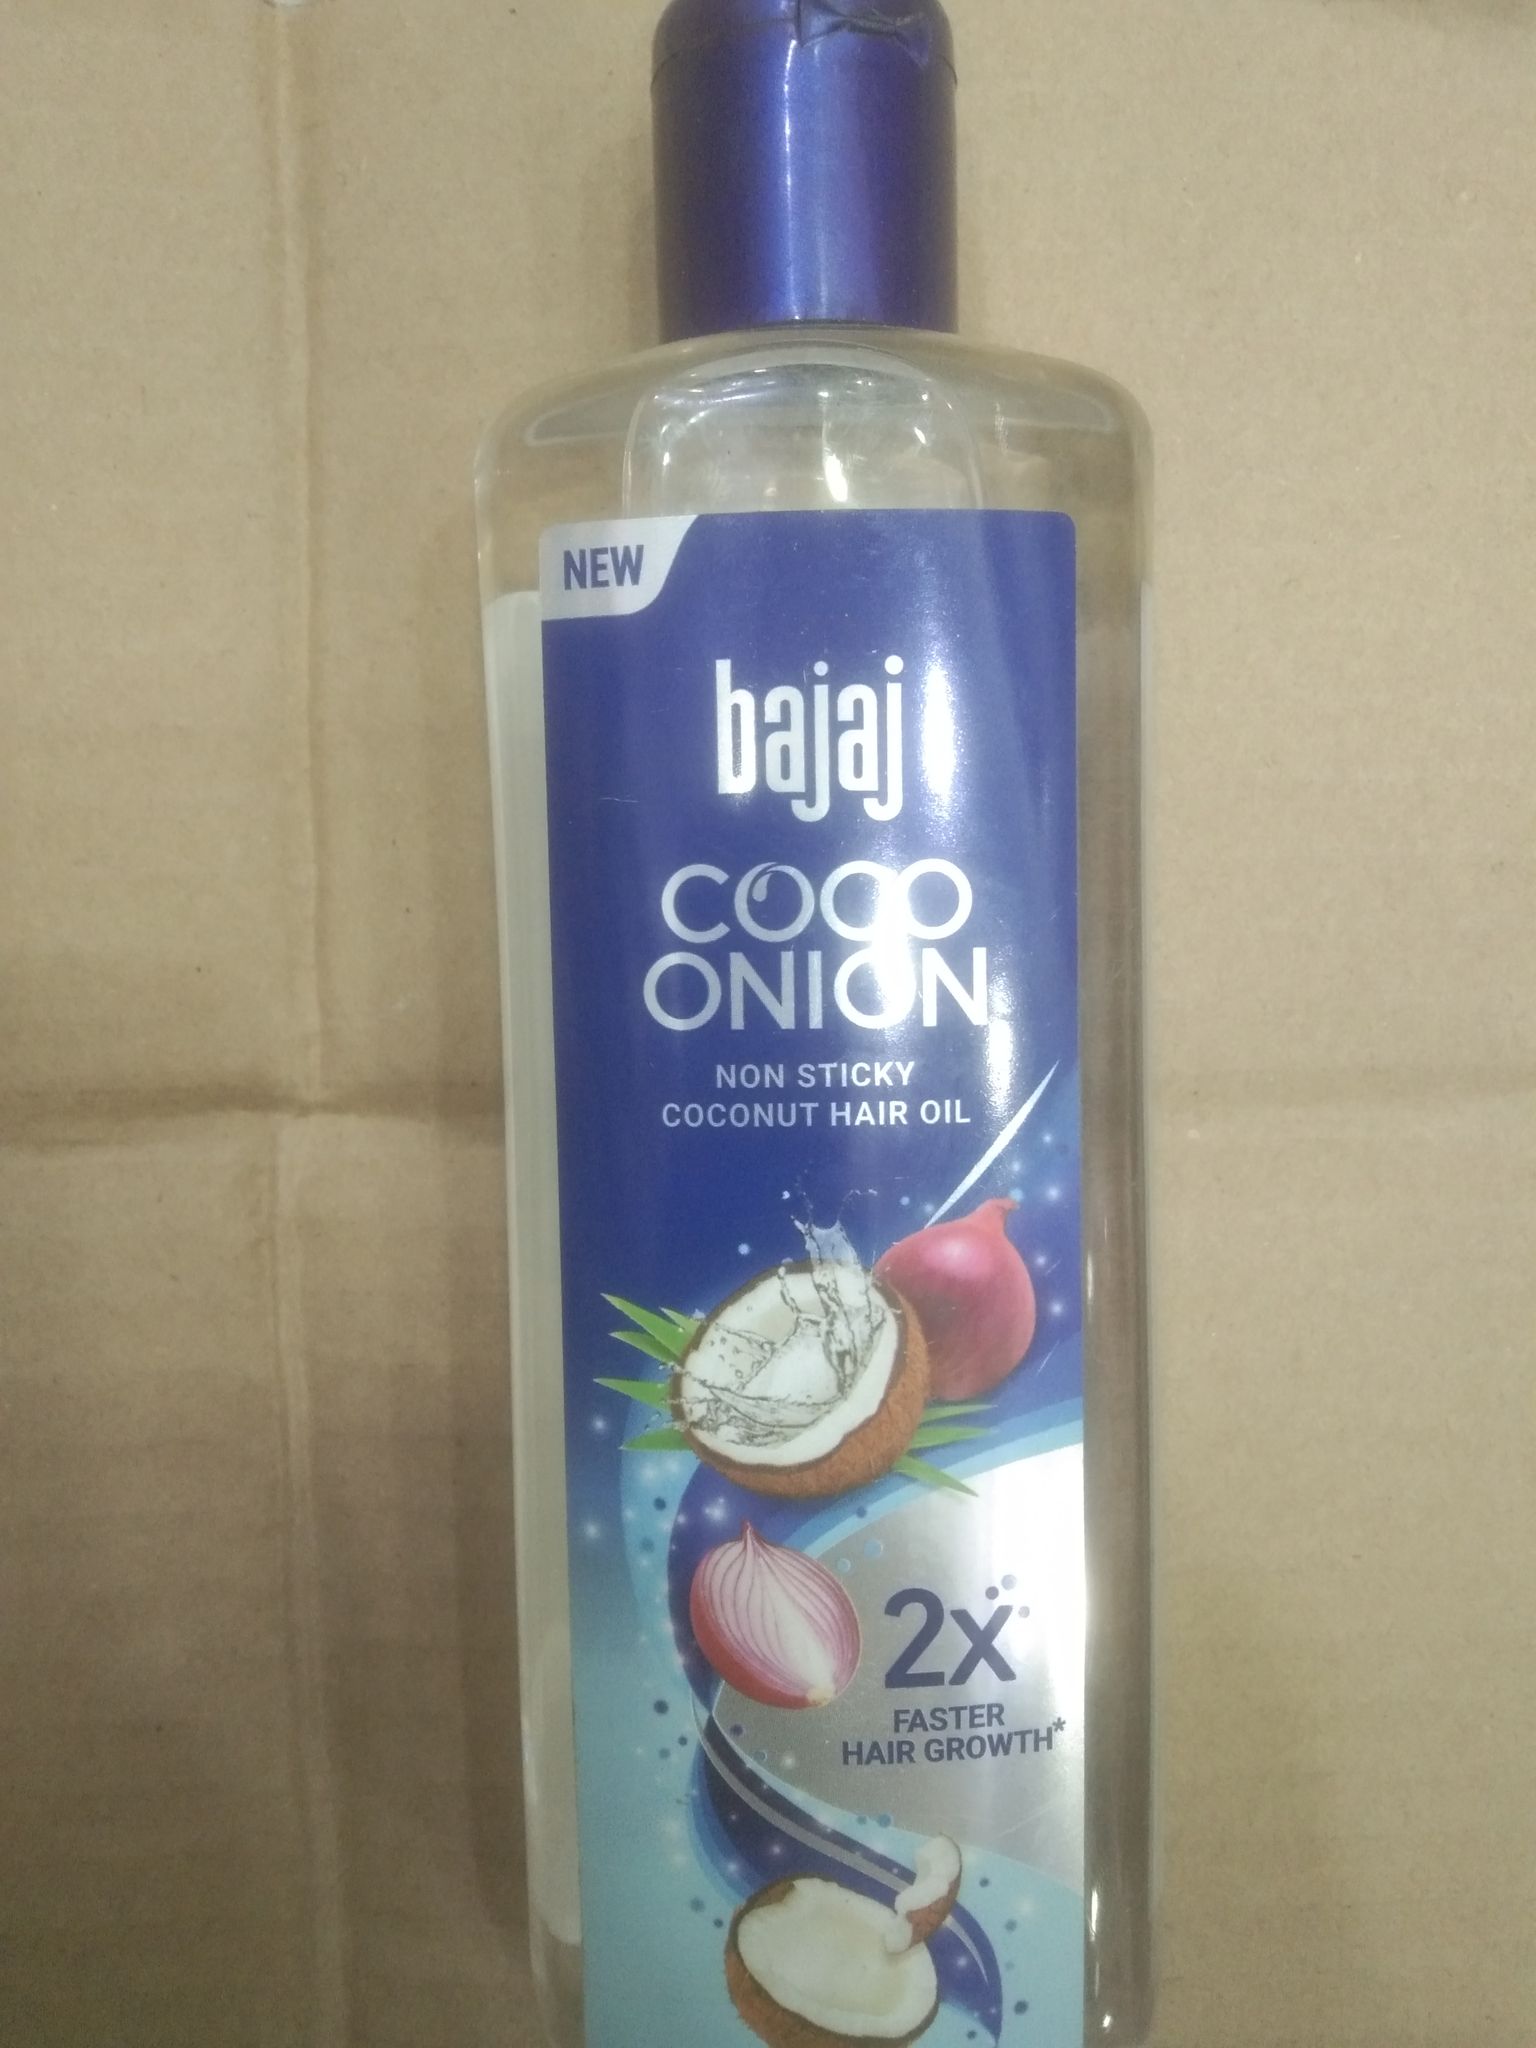 NEW
bajaj
COCO
ONION
NON STICKY
COCONUT HAIR OIL
2x
FASTER
HAIR GROWTH*